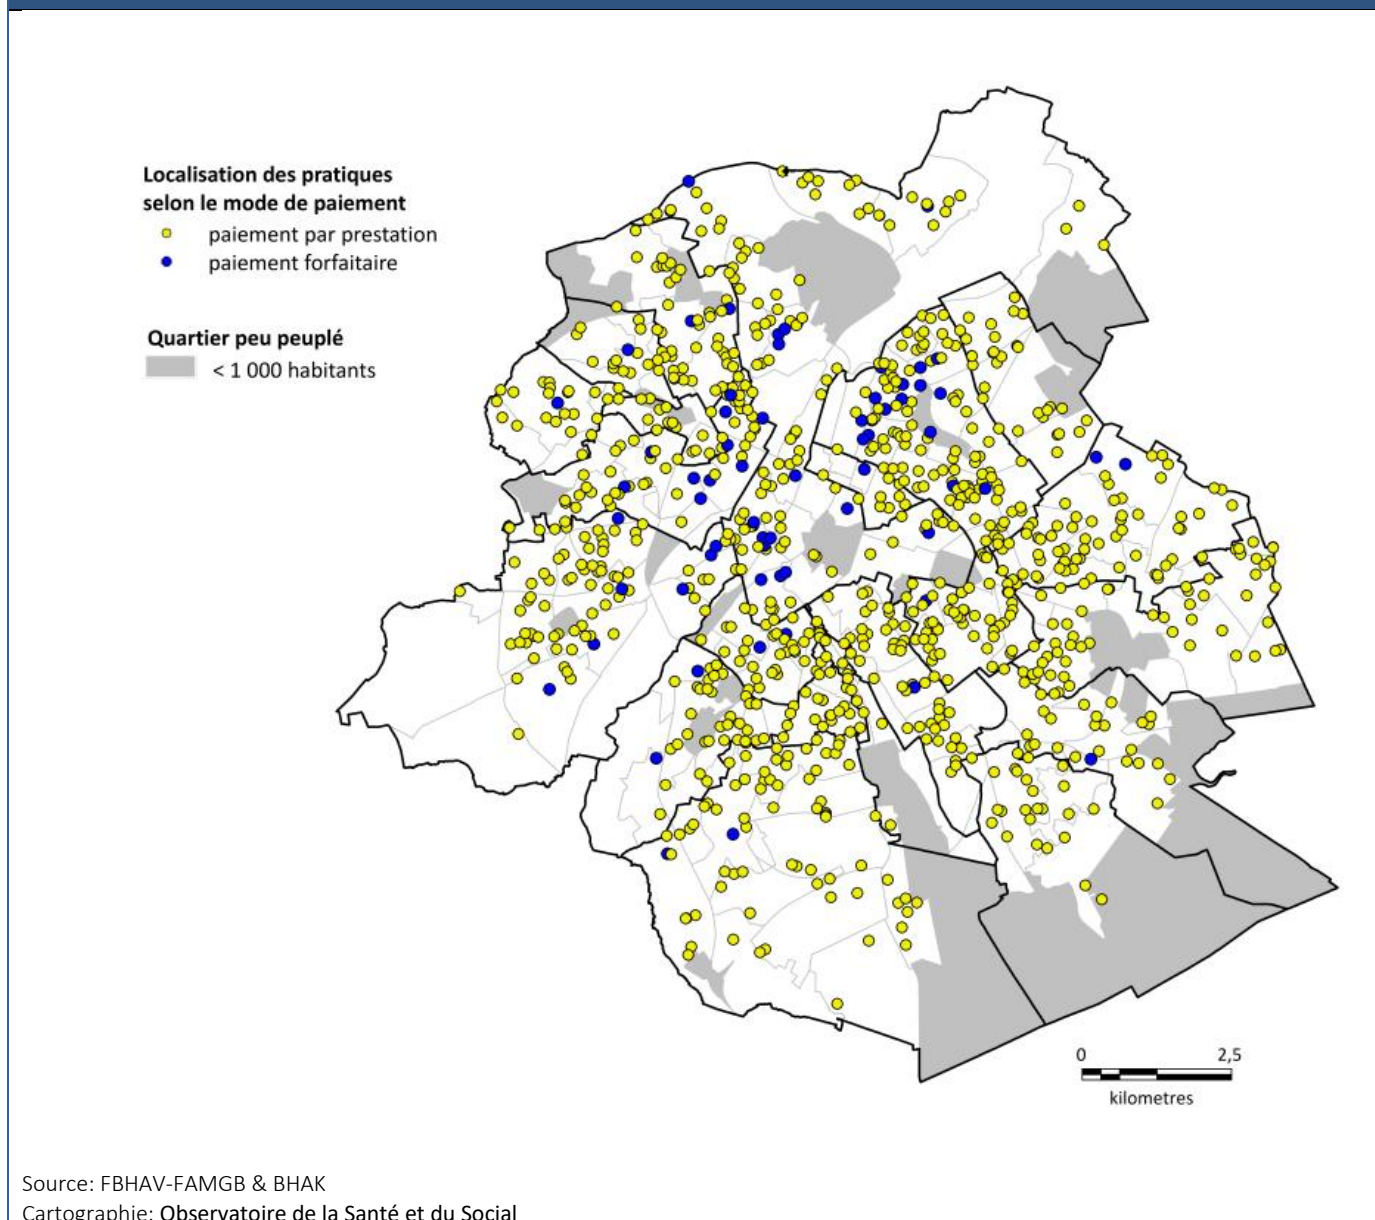 Localisation des pratiques
selon le mode de paiement
paiement par prestation
paiement forfaitaire
Quartier peu peuplé
< 1 000 habitants
0 2,5
kilometres
Source: FBHAV-FAMGB & BHAK
Cartographie: Observatoire de la Santé et du Social